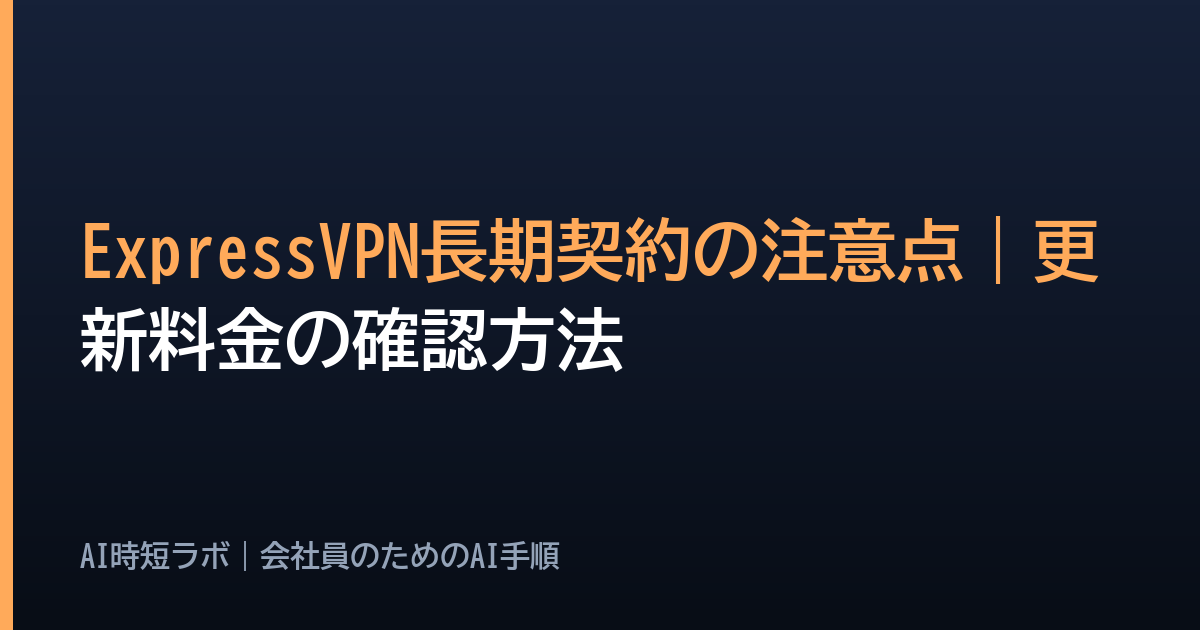 ExpressVPN長期契約の注意点｜更
新料金の確認方法
AI時短ラボ｜会社員のためのAI手順